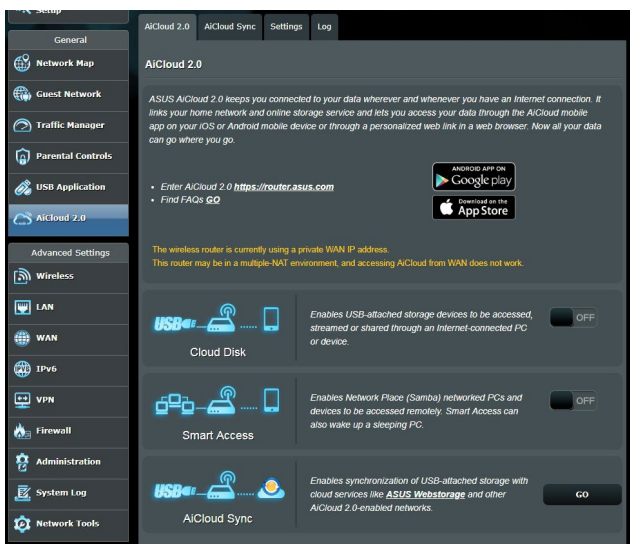 Setup
General
Network Map
Guest Network
Traffic Manager
Parental Controls
USB Application
AiCloud 2.0
Advanced Settings
Wireless
LAN
WAN
IPv6
VPN
Firewall
Administration
System Log
Network Tools
AiCloud 2.0 AiCloud Sync Settings Log
AiCloud 2.0
ASUS AiCloud 2.0 keeps you connected to your data wherever and whenever you have an Internet connection. It
links your home network and online storage service and lets you access your data through the AiCloud mobile
app on your iOS or Android mobile device or through a personalized web link in a web browser. Now all your data
can go where you go.
• Enter AiCloud 2.0 https://router.asus.com
• Find FAQs GO
ANDROID APP ON
Google play
Download on the
App Store
The wireless router is currently using a private WAN IP address.
This router may be in a multiple-NAT environment, and accessing AiCloud from WAN does not work.
USB
Cloud Disk
Enables USB-attached storage devices to be accessed,
streamed or shared through an Internet-connected PC
or device.
OFF
Smart Access
Enables Network Place (Samba) networked PCs and
devices to be accessed remotely. Smart Access can
also wake up a sleeping PC.
OFF
USB
AiCloud Sync
Enables synchronization of USB-attached storage with
cloud services like ASUS Webstorage and other
AiCloud 2.0-enabled networks.
GO